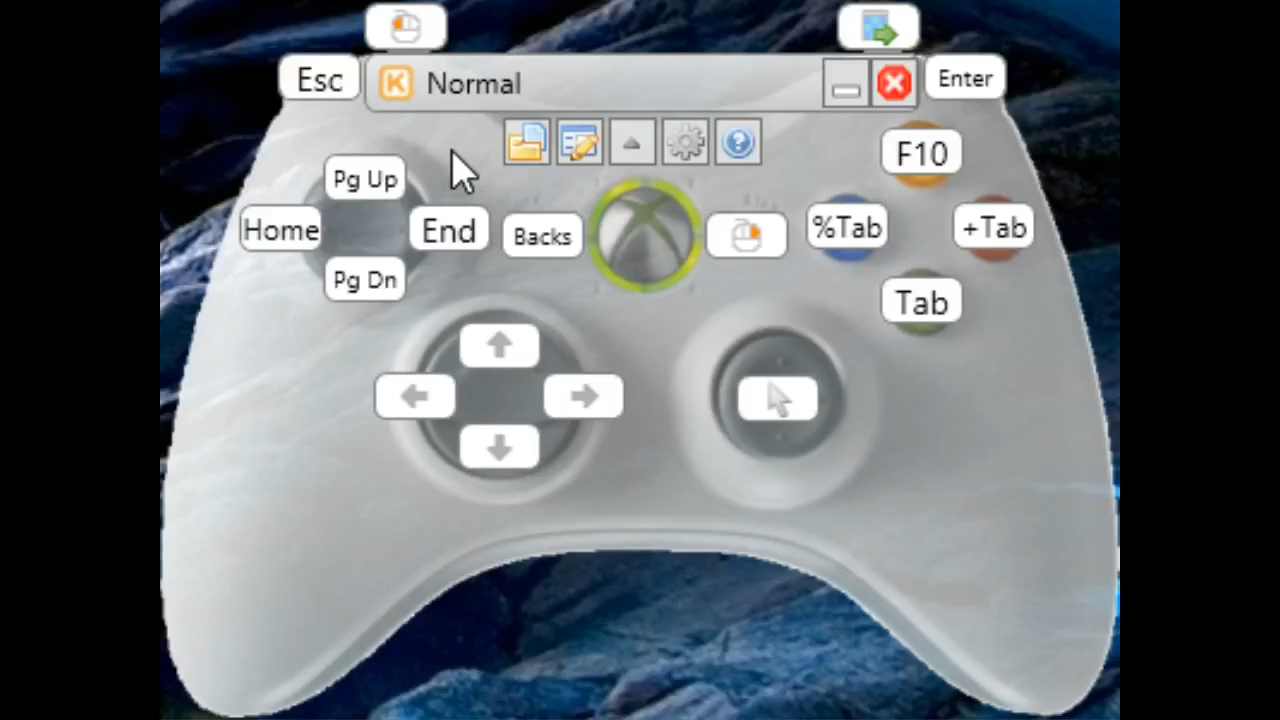 Esc
K Normal
Enter
F10
Pg Up
Home
End
Backs
%Tab
+Tab
Pg Dn
Tab